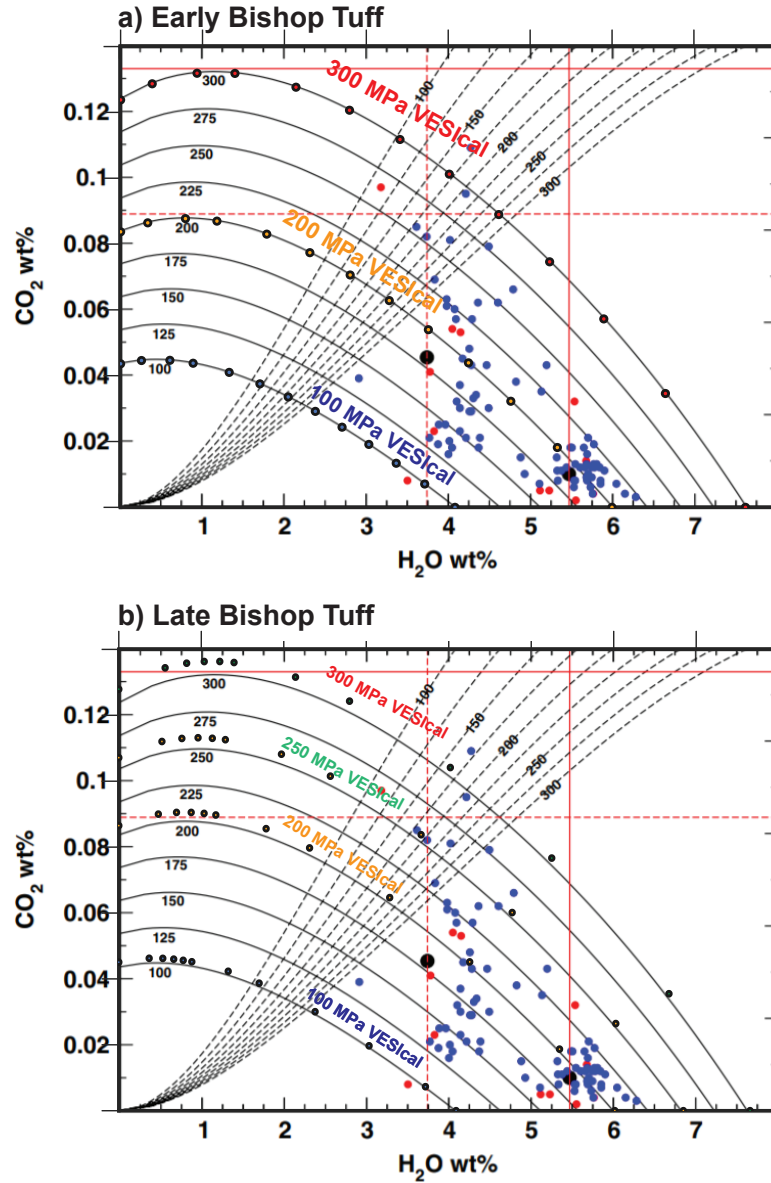 a) Early Bishop Tuff
300 MPa VESIcal
200 MPa VESIcal
100 MPa VESIcal
300
275
250
225
200
175
150
125
100
100
150
200
250
300
0.12
0.1
0.08
0.06
0.04
0.02
CO2 wt%
1 2 3 4 5 6 7
H2O wt%
b) Late Bishop Tuff
300 MPa VESIcal
250 MPa VESIcal
200 MPa VESIcal
100 MPa VESIcal
300
275
250
225
200
175
150
125
100
100
150
200
250
300
0.12
0.1
0.08
0.06
0.04
0.02
CO2 wt%
1 2 3 4 5 6 7
H2O wt%